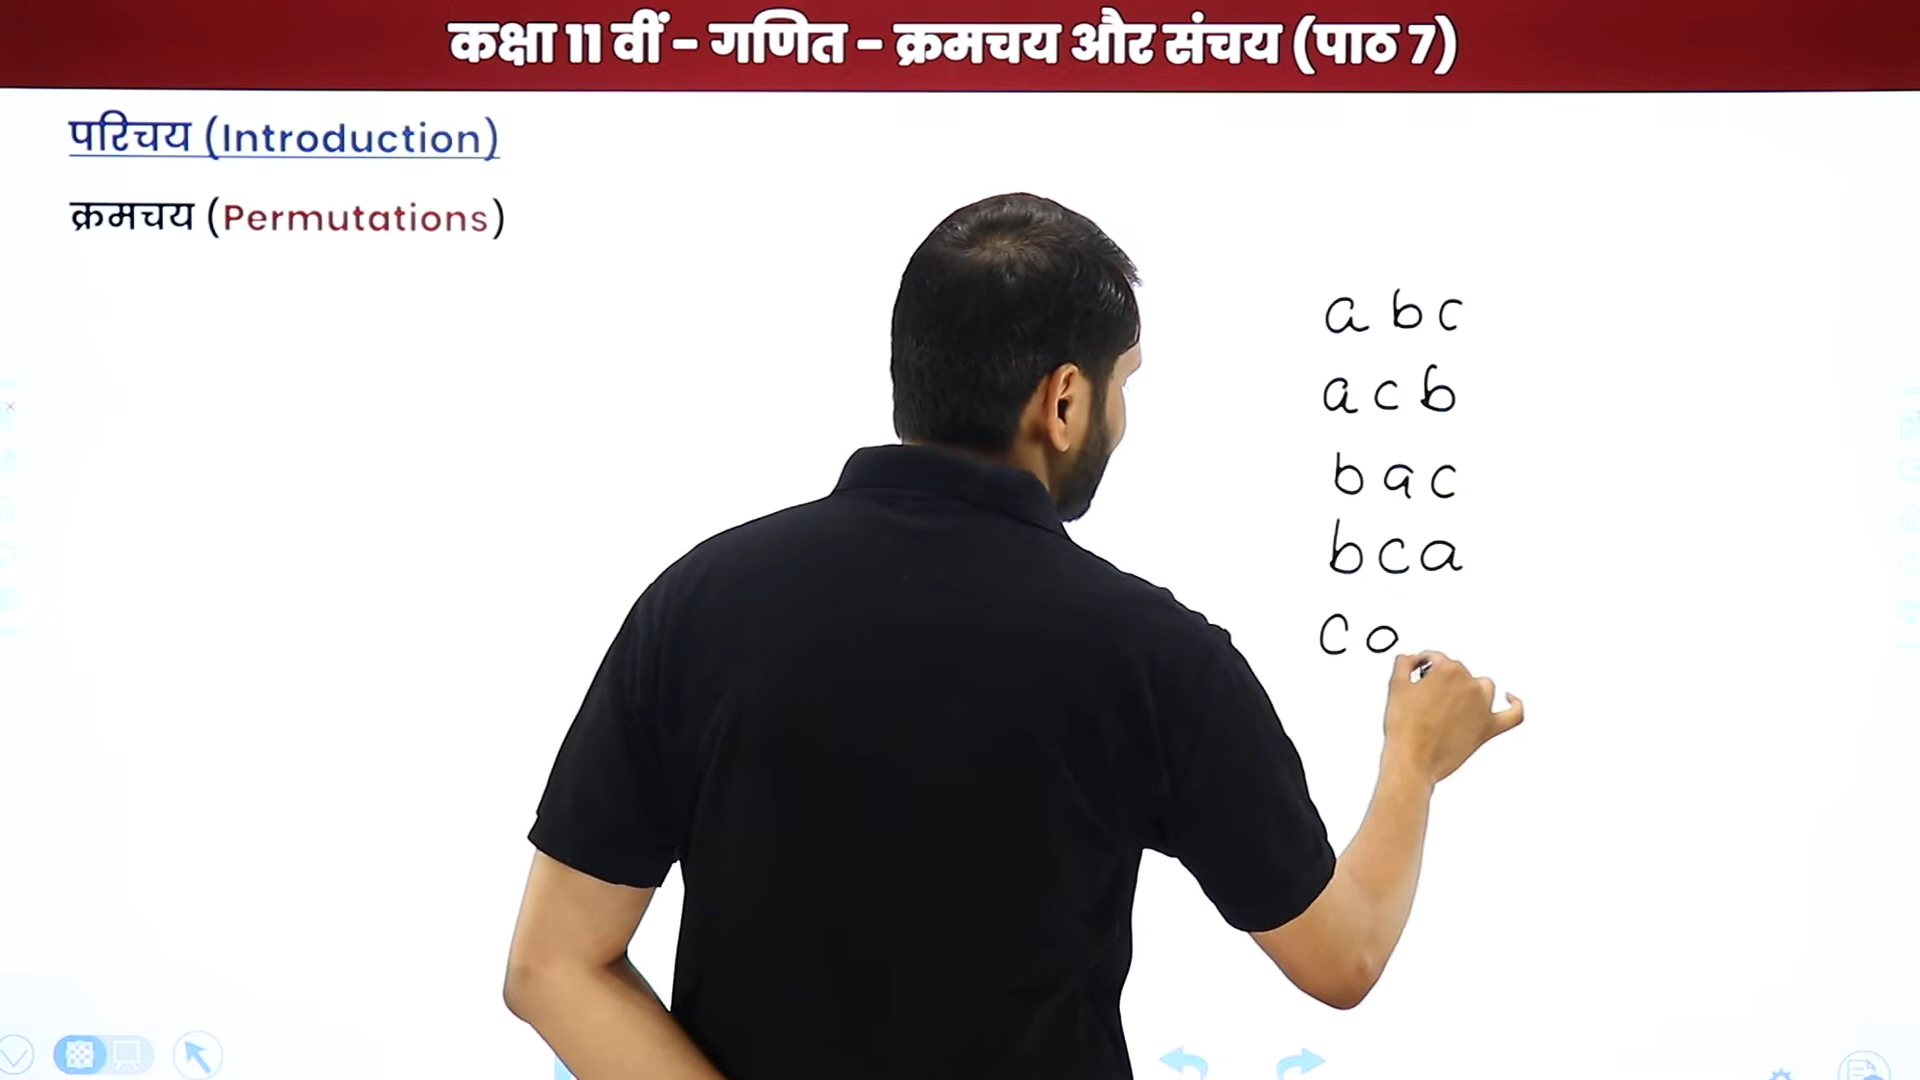 कक्षा 11 वीं - गणित - क्रमचय और संचय (पाठ 7)
परिचय (Introduction)
क्रमचय (Permutations)
a b c
a c b
b a c
b c a
c